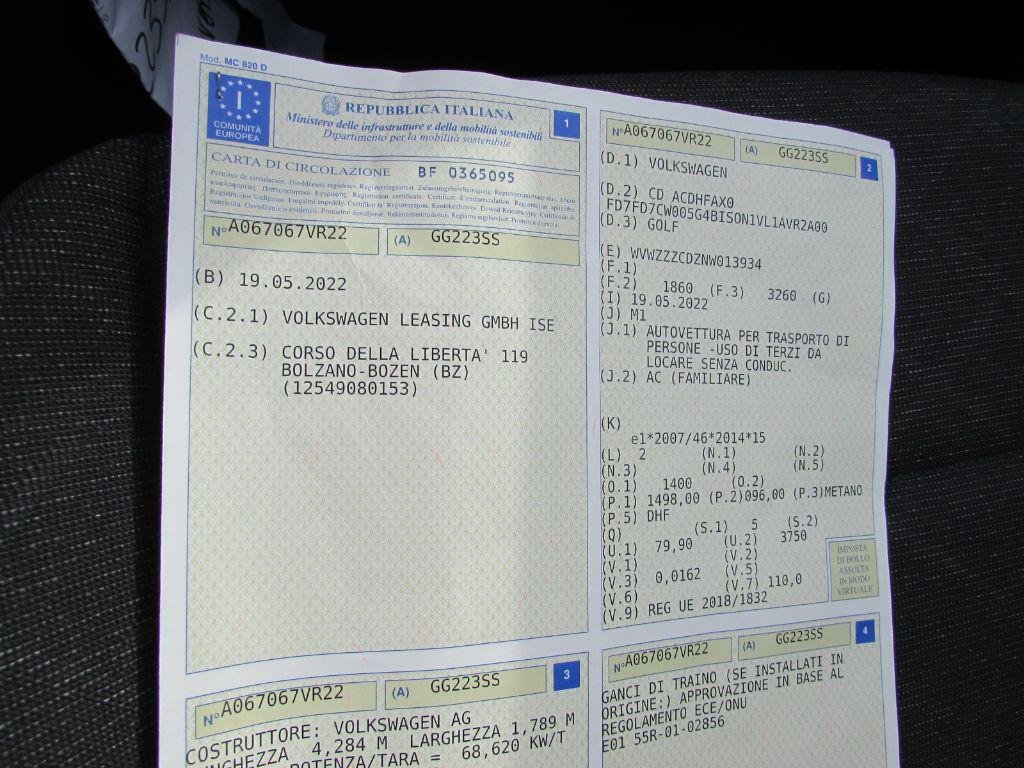 Mod. MC 820 D
I
COMUNITÀ
EUROPEA
REPUBBLICA ITALIANA
Ministero delle infrastrutture e della mobilità sostenibili
Dipartimento per la mobilità sostenibile
1
CARTA DI CIRCOLAZIONE BF 0365095
N° A067067VR22 (A) GG223SS
(B) 19.05.2022
(C.2.1) VOLKSWAGEN LEASING GMBH ISE
(C.2.3) CORSO DELLA LIBERTA' 119
BOLZANO-BOZEN (BZ)
(12549080153)
N° A067067VR22 (A) GG223SS
2
(D.1) VOLKSWAGEN
(D.2) CD ACDHFAX0
FD7FD7CW005G4BISON1VL1AVR2A00
(D.3) GOLF
(E) WVWZZZCDZNW013934
(F.1)
(F.2) 1860 (F.3) 3260 (G)
(I) 19.05.2022
(J) M1
(J.1) AUTOVETTURA PER TRASPORTO DI
PERSONE -USO DI TERZI DA
LOCARE SENZA CONDUC.
(J.2) AC (FAMILIARE)
(K)
e1*2007/46*2014*15
(L) 2 (N.1) (N.2)
(N.3) (N.4) (N.5)
(O.1) 1400 (O.2)
(P.1) 1498,00 (P.2)096,00 (P.3)METANO
(P.5) DHF
(Q) (S.1) 5 (S.2)
(U.1) 79,90 (U.2) 3750
(V.1) (V.2)
(V.3) 0,0162 (V.5)
(V.6) (V.7) 110,0
(V.9) REG UE 2018/1832
IMPOSTA
DI BOLLO
ASSOLTA
IN MODO
VIRTUALE
N° A067067VR22 (A) GG223SS
3
COSTRUTTORE: VOLKSWAGEN AG
4,284 M LARGHEZZA 1,789 M
= 68,620 KW/T
N° A067067VR22 (A) GG223SS
4
GANCI DI TRAINO (SE INSTALLATI IN
ORIGINE:) APPROVAZIONE IN BASE AL
REGOLAMENTO ECE/ONU
E01 55R-01-02856